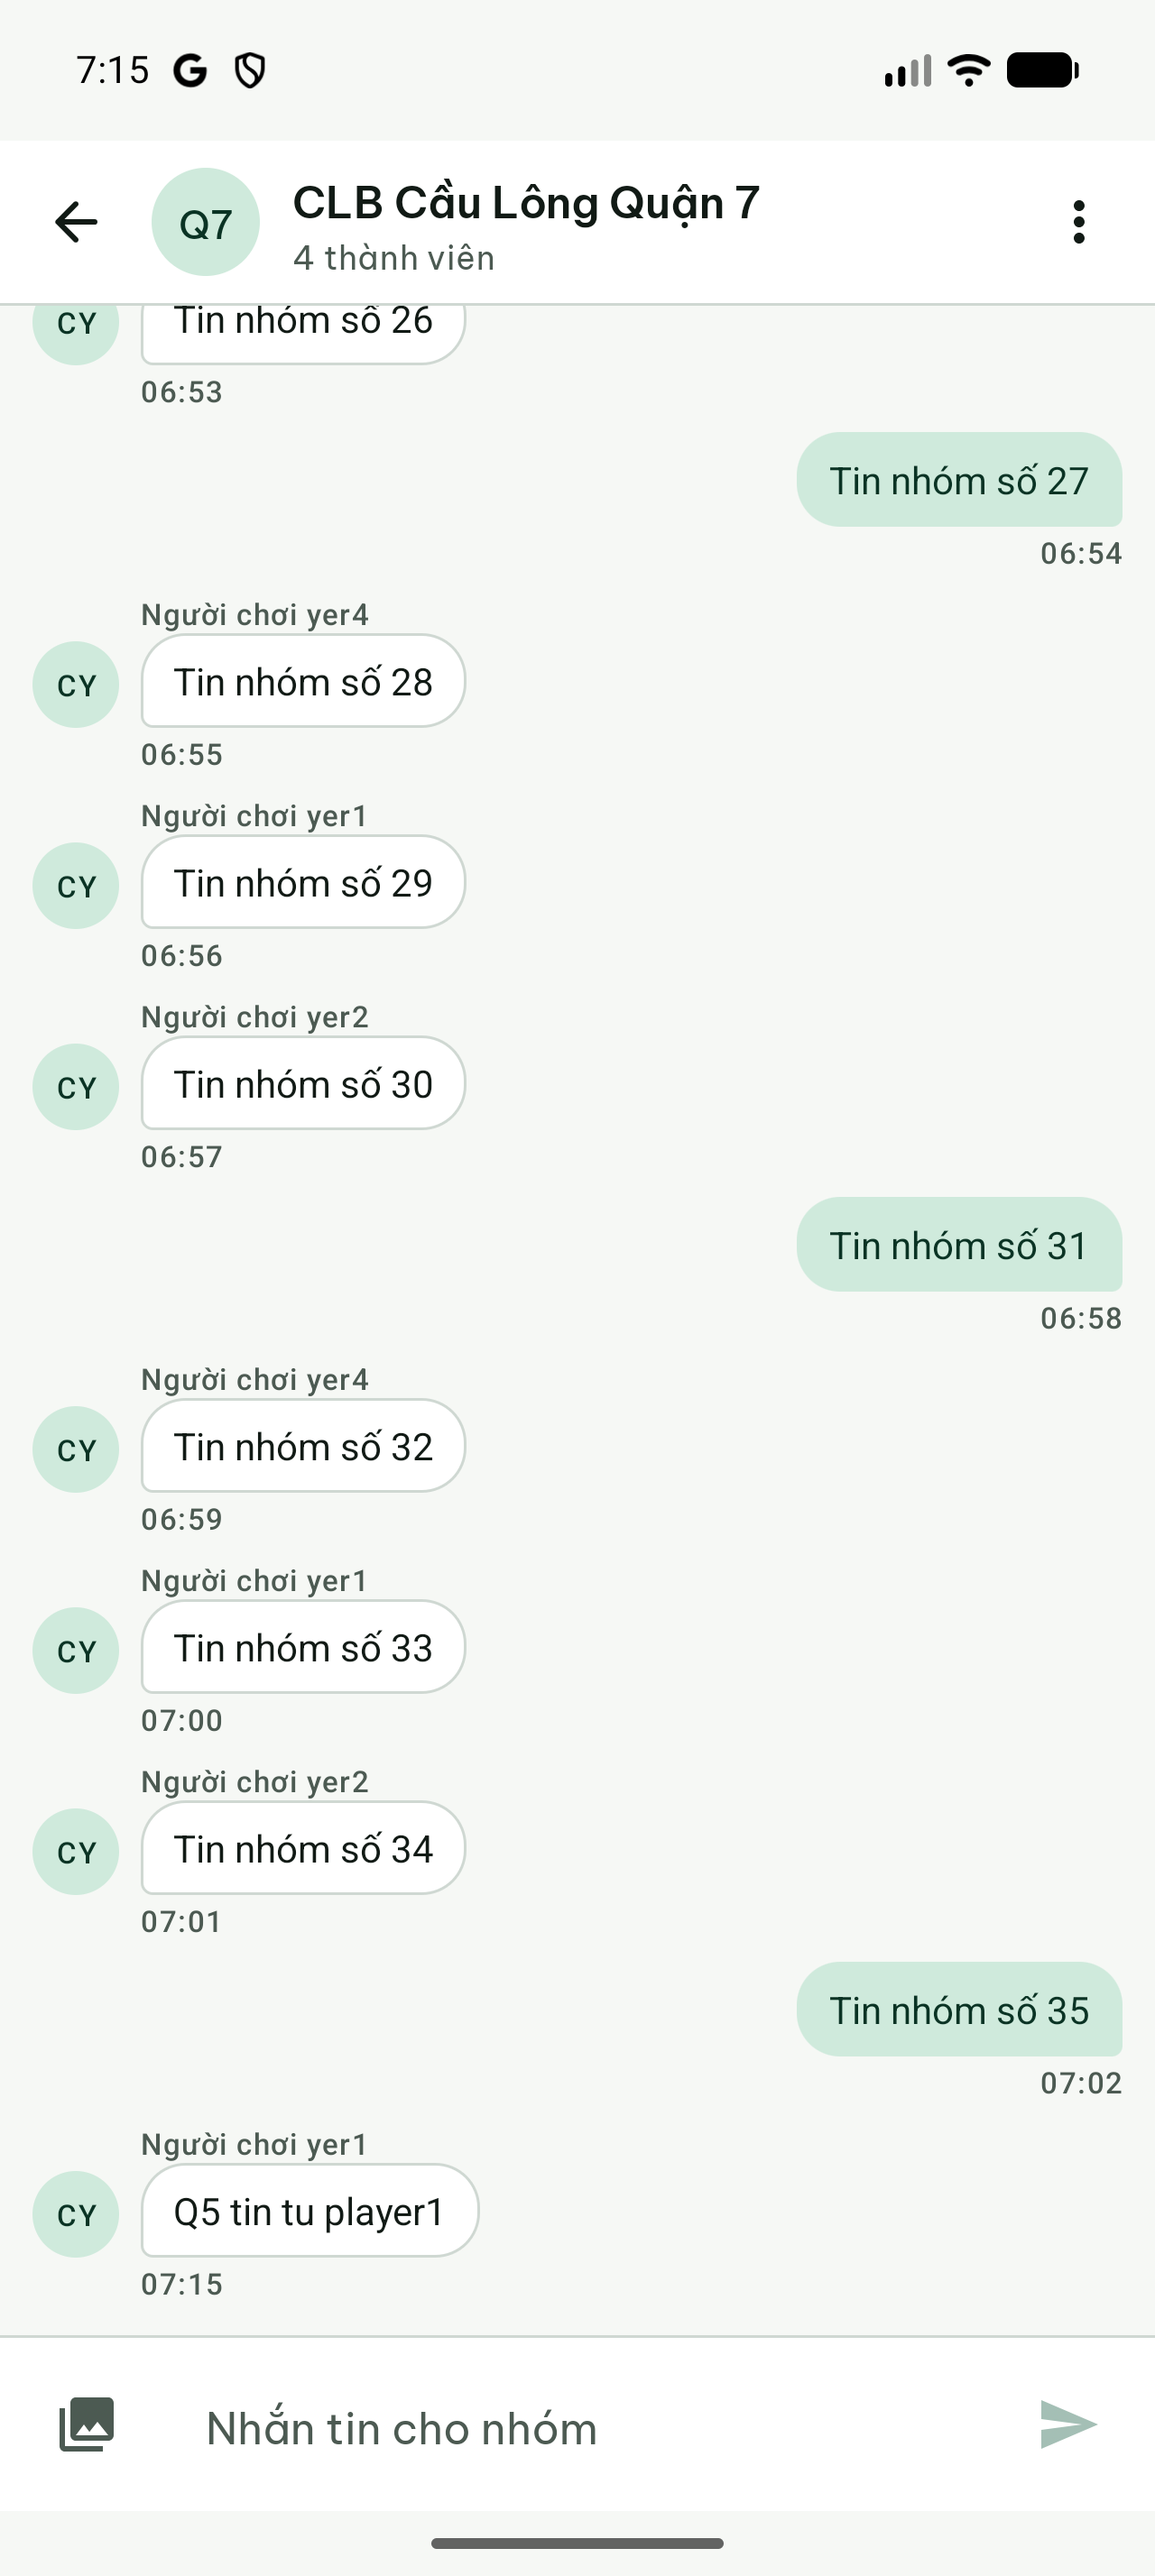 7:15
Q7
CLB Cầu Lông Quận 7
4 thành viên
CY
Tin nhóm số 26
06:53
Tin nhóm số 27
06:54
Người chơi yer4
CY
Tin nhóm số 28
06:55
Người chơi yer1
CY
Tin nhóm số 29
06:56
Người chơi yer2
CY
Tin nhóm số 30
06:57
Tin nhóm số 31
06:58
Người chơi yer4
CY
Tin nhóm số 32
06:59
Người chơi yer1
CY
Tin nhóm số 33
07:00
Người chơi yer2
CY
Tin nhóm số 34
07:01
Tin nhóm số 35
07:02
Người chơi yer1
CY
Q5 tin tu player1
07:15
Nhắn tin cho nhóm